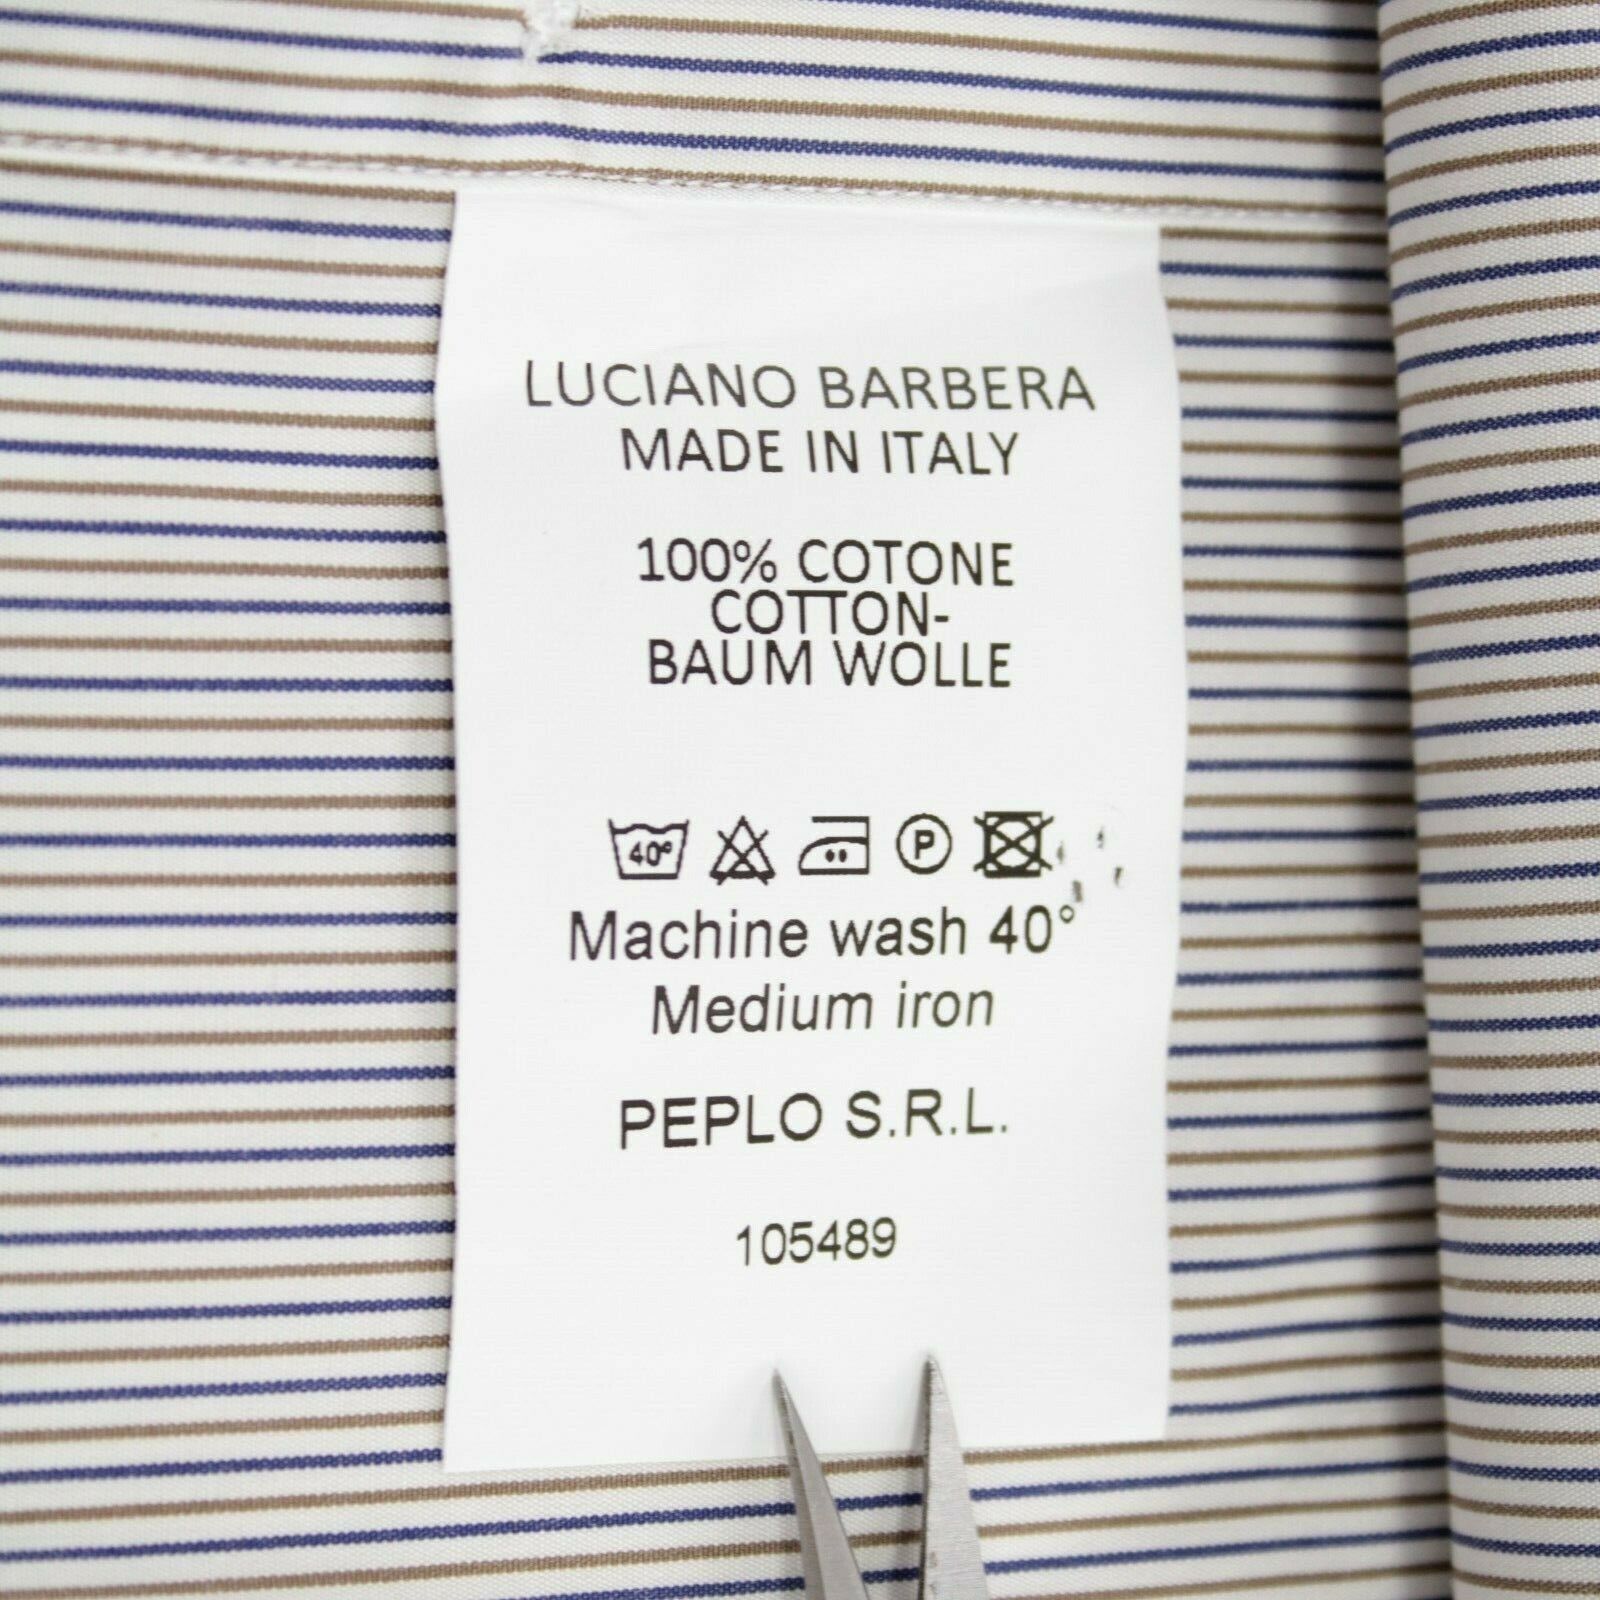 LUCIANO BARBERA
MADE IN ITALY
100% COTONE
COTTON-
BAUM WOLLE
40° P
Machine wash 40°
Medium iron
PEPLO S.R.L.
105489